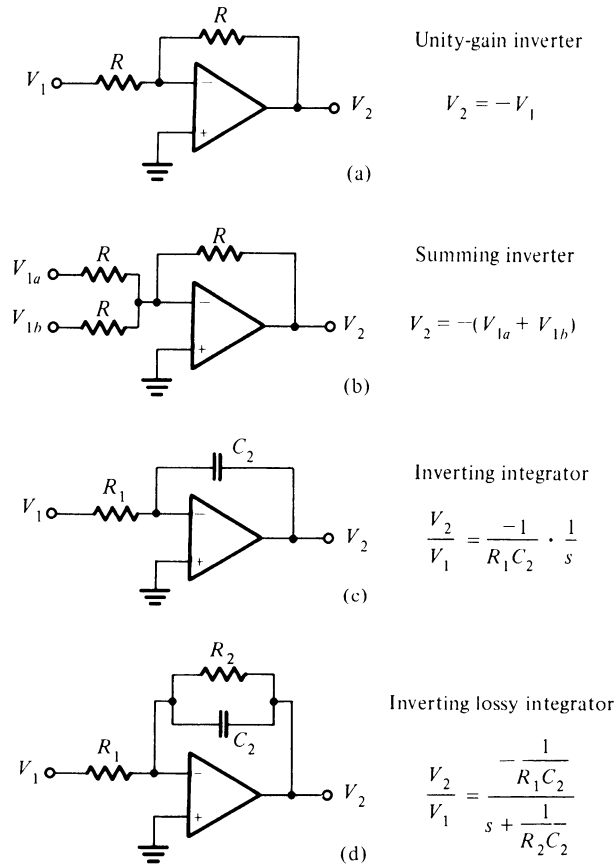 R
Unity-gain inverter
V₁ R
−
V₂ V₂ = −V₁
+
(a)
R
R
Summing inverter
V₁ₐ
−
R
V₁b V₂ V₂ = −(V₁ₐ + V₁b)
+
(b)
C₂
Inverting integrator
R₁
V₁ −
V₂ V₂/V₁ = −1/R₁C₂ · 1/s
+
(c)
R₂
Inverting lossy integrator
C₂
R₁
V₁ −
V₂ V₂/V₁ = −1/R₁C₂ / s + 1/R₂C₂
+
(d)